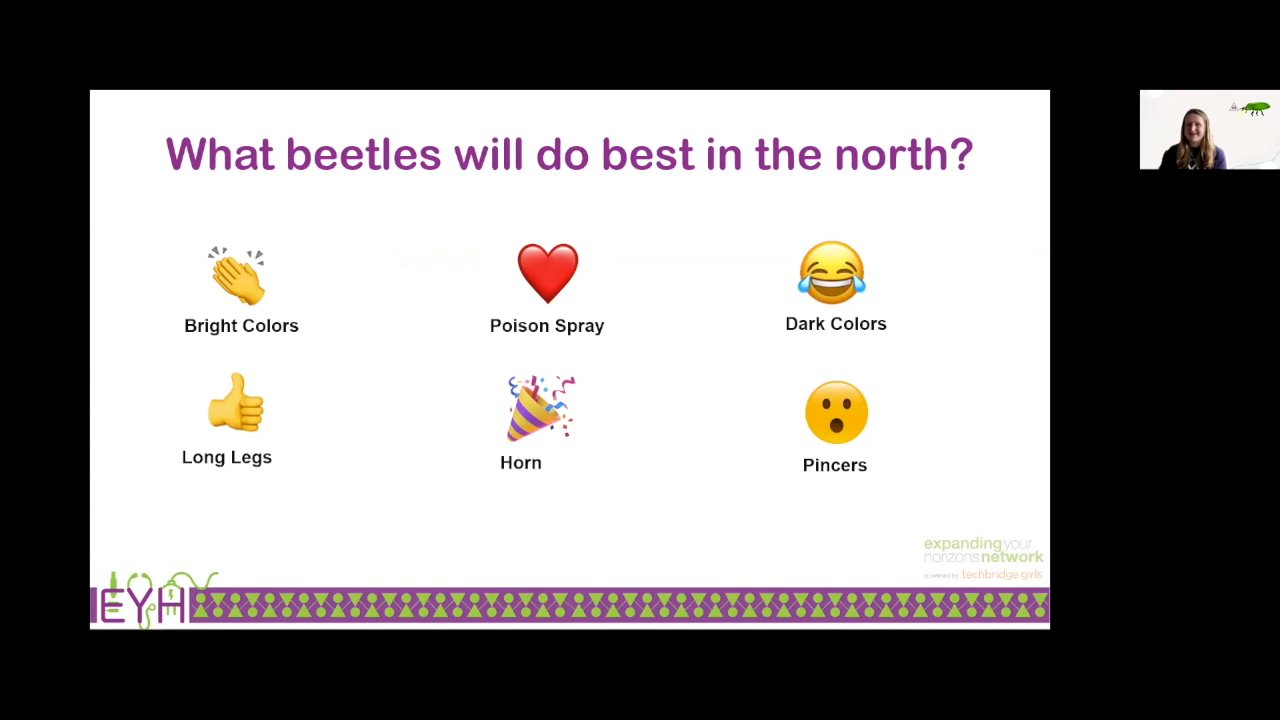 What beetles will do best in the north?
Bright Colors
Poison Spray
Dark Colors
Long Legs
Horn
Pincers
expanding your
horizons network
powered by techbridge girls
EYH